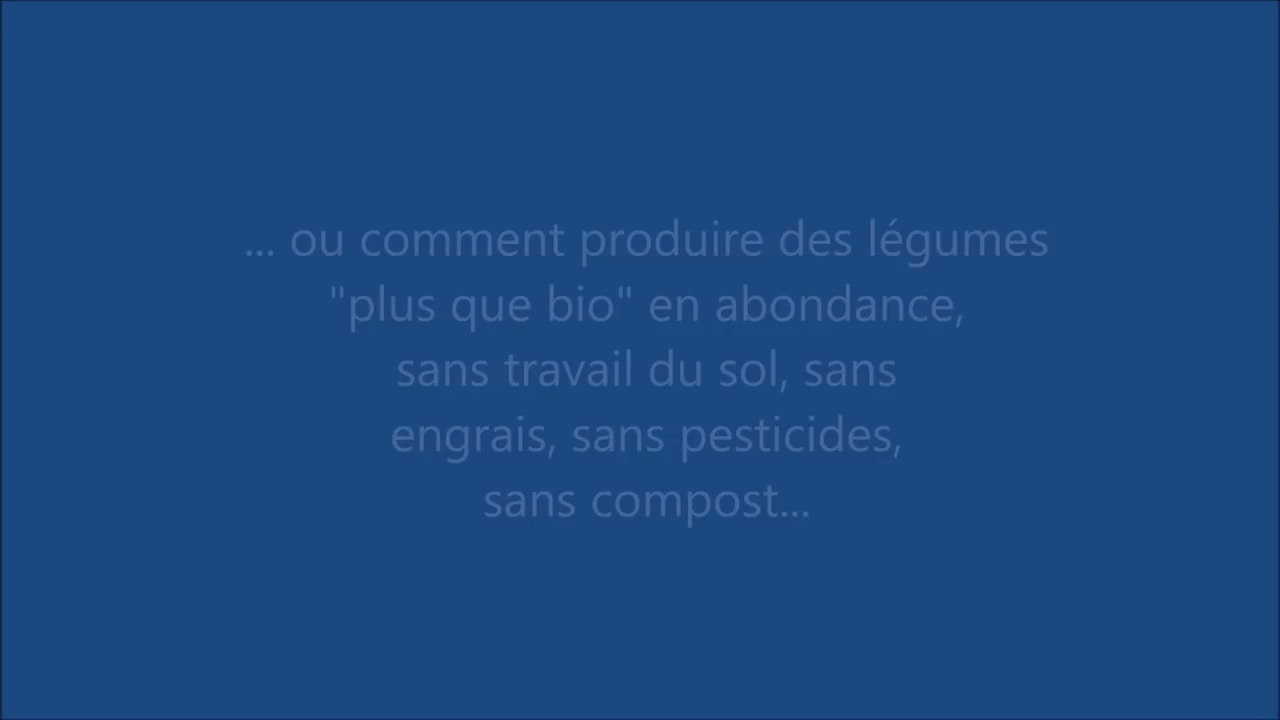 ... ou comment produire des légumes
"plus que bio" en abondance,
sans travail du sol, sans
engrais, sans pesticides,
sans compost...